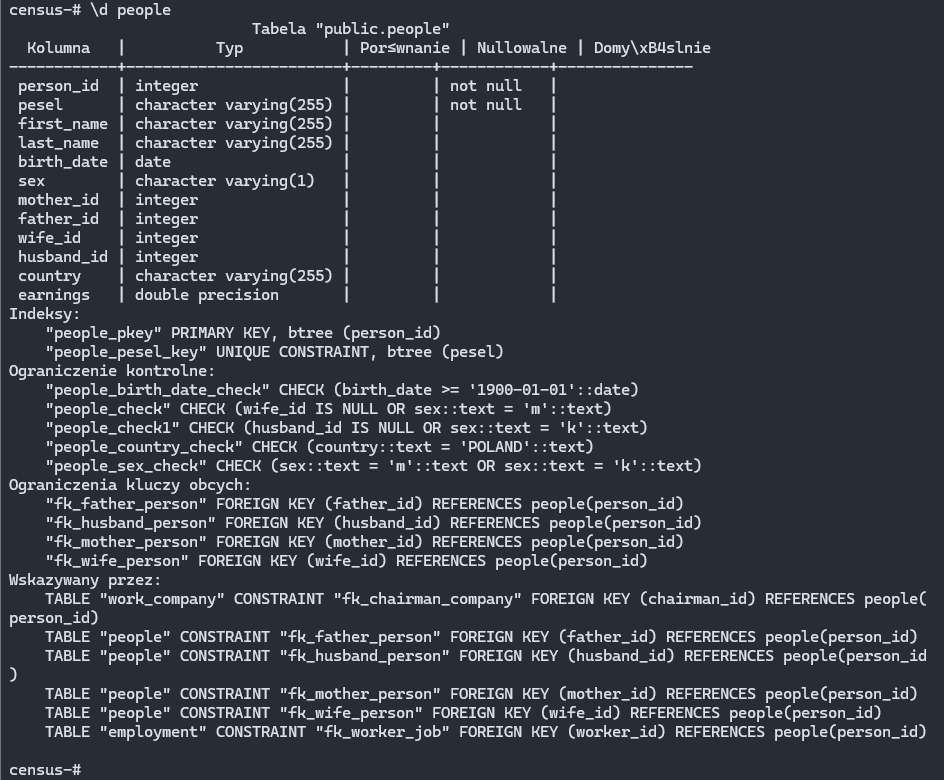 census-# \d people
Tabela "public.people"
Kolumna | Typ | Por≤wnanie | Nullowalne | Domy\xB4slnie
------------+------------------------+---------+------------+---------------
person_id | integer | | not null |
pesel | character varying(255) | | not null |
first_name | character varying(255) | | |
last_name | character varying(255) | | |
birth_date | date | | |
sex | character varying(1) | | |
mother_id | integer | | |
father_id | integer | | |
wife_id | integer | | |
husband_id | integer | | |
country | character varying(255) | | |
earnings | double precision | | |
Indeksy:
"people_pkey" PRIMARY KEY, btree (person_id)
"people_pesel_key" UNIQUE CONSTRAINT, btree (pesel)
Ograniczenie kontrolne:
"people_birth_date_check" CHECK (birth_date >= '1900-01-01'::date)
"people_check" CHECK (wife_id IS NULL OR sex::text = 'm'::text)
"people_check1" CHECK (husband_id IS NULL OR sex::text = 'k'::text)
"people_country_check" CHECK (country::text = 'POLAND'::text)
"people_sex_check" CHECK (sex::text = 'm'::text OR sex::text = 'k'::text)
Ograniczenia kluczy obcych:
"fk_father_person" FOREIGN KEY (father_id) REFERENCES people(person_id)
"fk_husband_person" FOREIGN KEY (husband_id) REFERENCES people(person_id)
"fk_mother_person" FOREIGN KEY (mother_id) REFERENCES people(person_id)
"fk_wife_person" FOREIGN KEY (wife_id) REFERENCES people(person_id)
Wskazywany przez:
TABLE "work_company" CONSTRAINT "fk_chairman_company" FOREIGN KEY (chairman_id) REFERENCES people(
person_id)
TABLE "people" CONSTRAINT "fk_father_person" FOREIGN KEY (father_id) REFERENCES people(person_id)
TABLE "people" CONSTRAINT "fk_husband_person" FOREIGN KEY (husband_id) REFERENCES people(person_id
)
TABLE "people" CONSTRAINT "fk_mother_person" FOREIGN KEY (mother_id) REFERENCES people(person_id)
TABLE "people" CONSTRAINT "fk_wife_person" FOREIGN KEY (wife_id) REFERENCES people(person_id)
TABLE "employment" CONSTRAINT "fk_worker_job" FOREIGN KEY (worker_id) REFERENCES people(person_id)
census-#